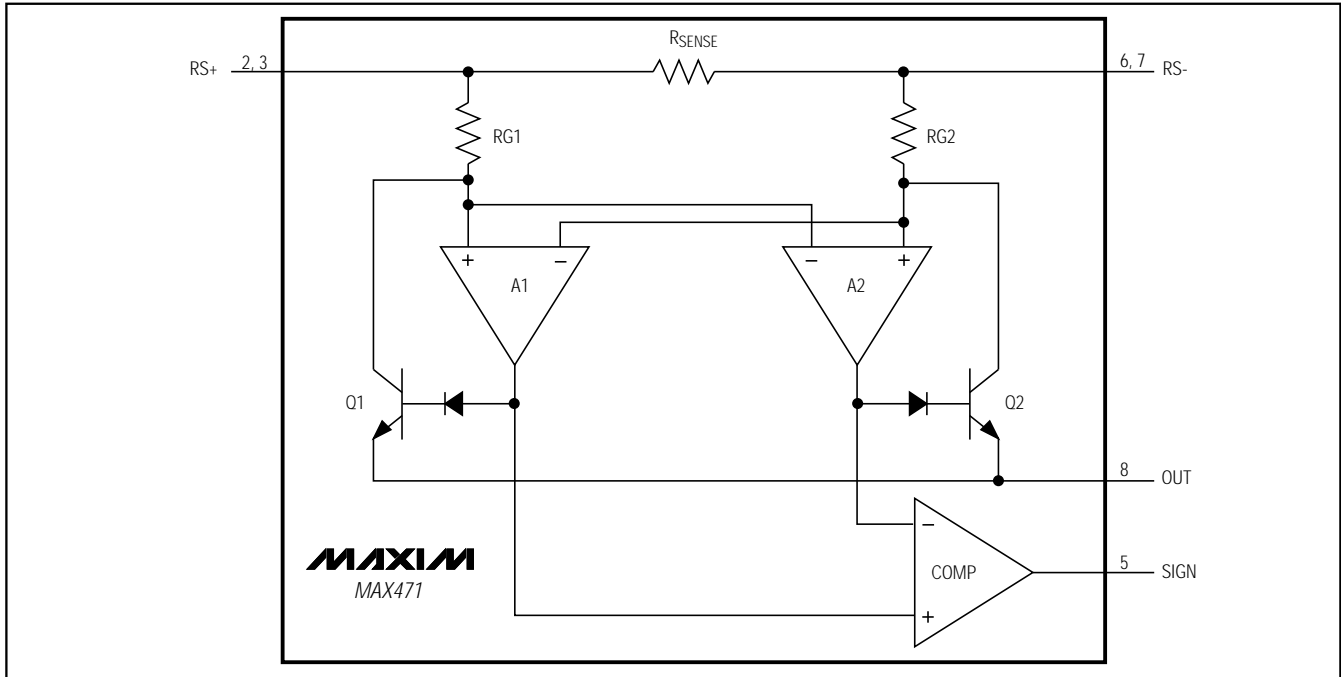 RSENSE
RS+ 2, 3
6, 7 RS-
RG1
RG2
+ −
− +
A1
A2
Q1
Q2
8 OUT
−
COMP
5 SIGN
+
MAXIM
MAX471